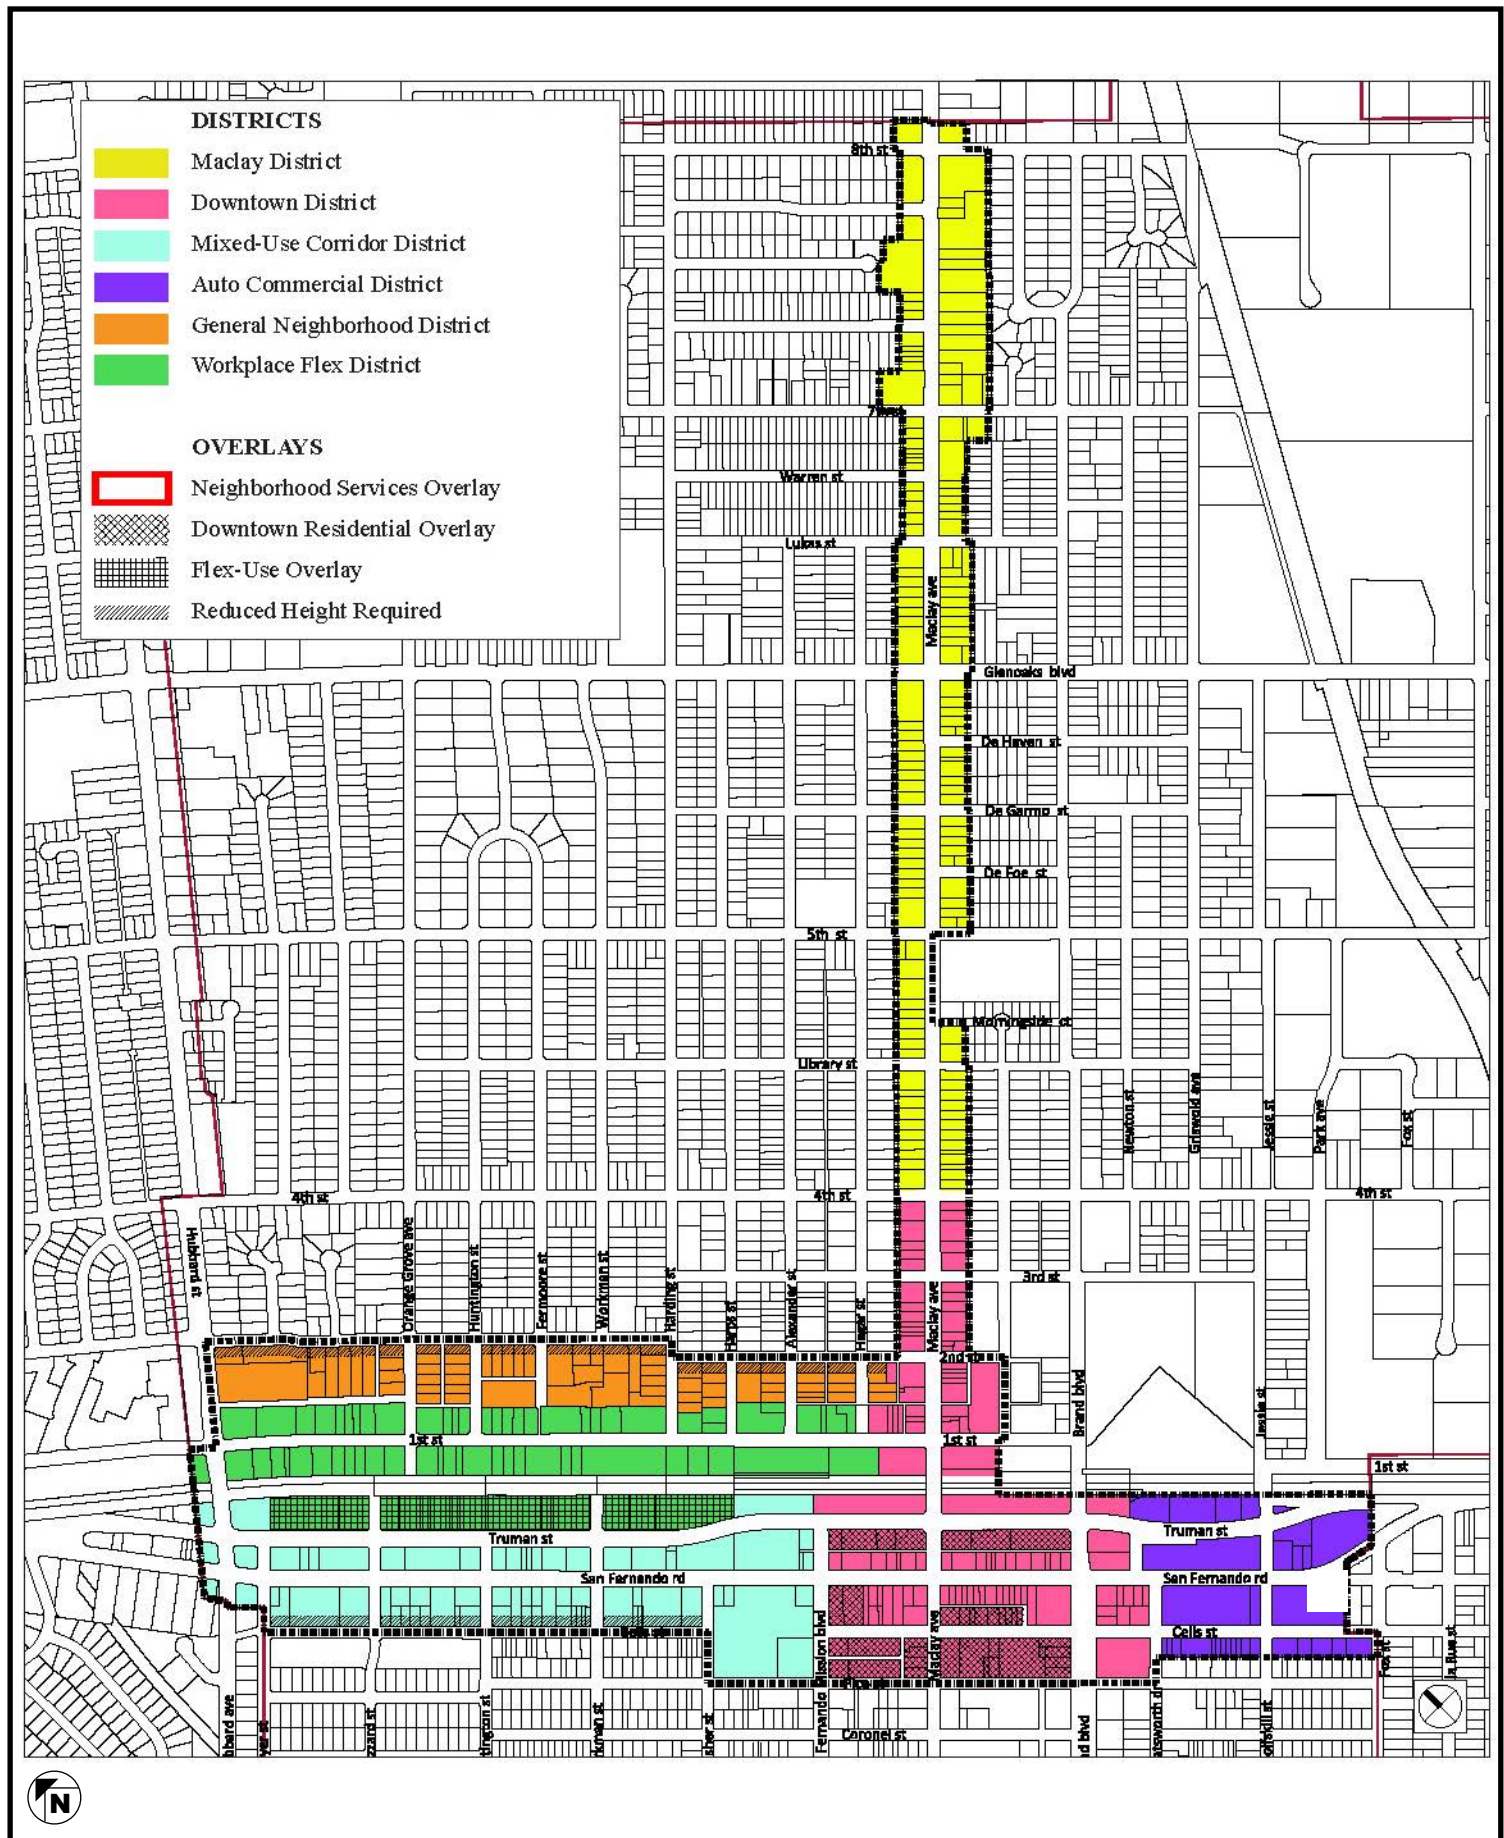 DISTRICTS
Maclay District
Downtown District
Mixed-Use Corridor District
Auto Commercial District
General Neighborhood District
Workplace Flex District
OVERLAYS
Neighborhood Services Overlay
Downtown Residential Overlay
Flex-Use Overlay
Reduced Height Required
8th st
Warren st
Lukas st
Maclay ave
Glenoaks blvd
De Haven st
De Garmo st
De Foe st
5th st
Morningside ct
Library st
Newton st
Griswold ave
Jessie st
Park ave
Fox st
4th st
4th st
4th st
Hubbard st
Orange Grove ave
Huntington st
Fermoore st
Workman st
Harding st
Harps st
Alexander st
Hagar st
Maclay ave
3rd st
2nd st
Brand blvd
Jessie st
1st st
1st st
1st st
Truman st
Truman st
San Fernando rd
San Fernando rd
Celis st
Maclay ave
Fernando Mission blvd
Fox st
la Rue st
Coronel st
N